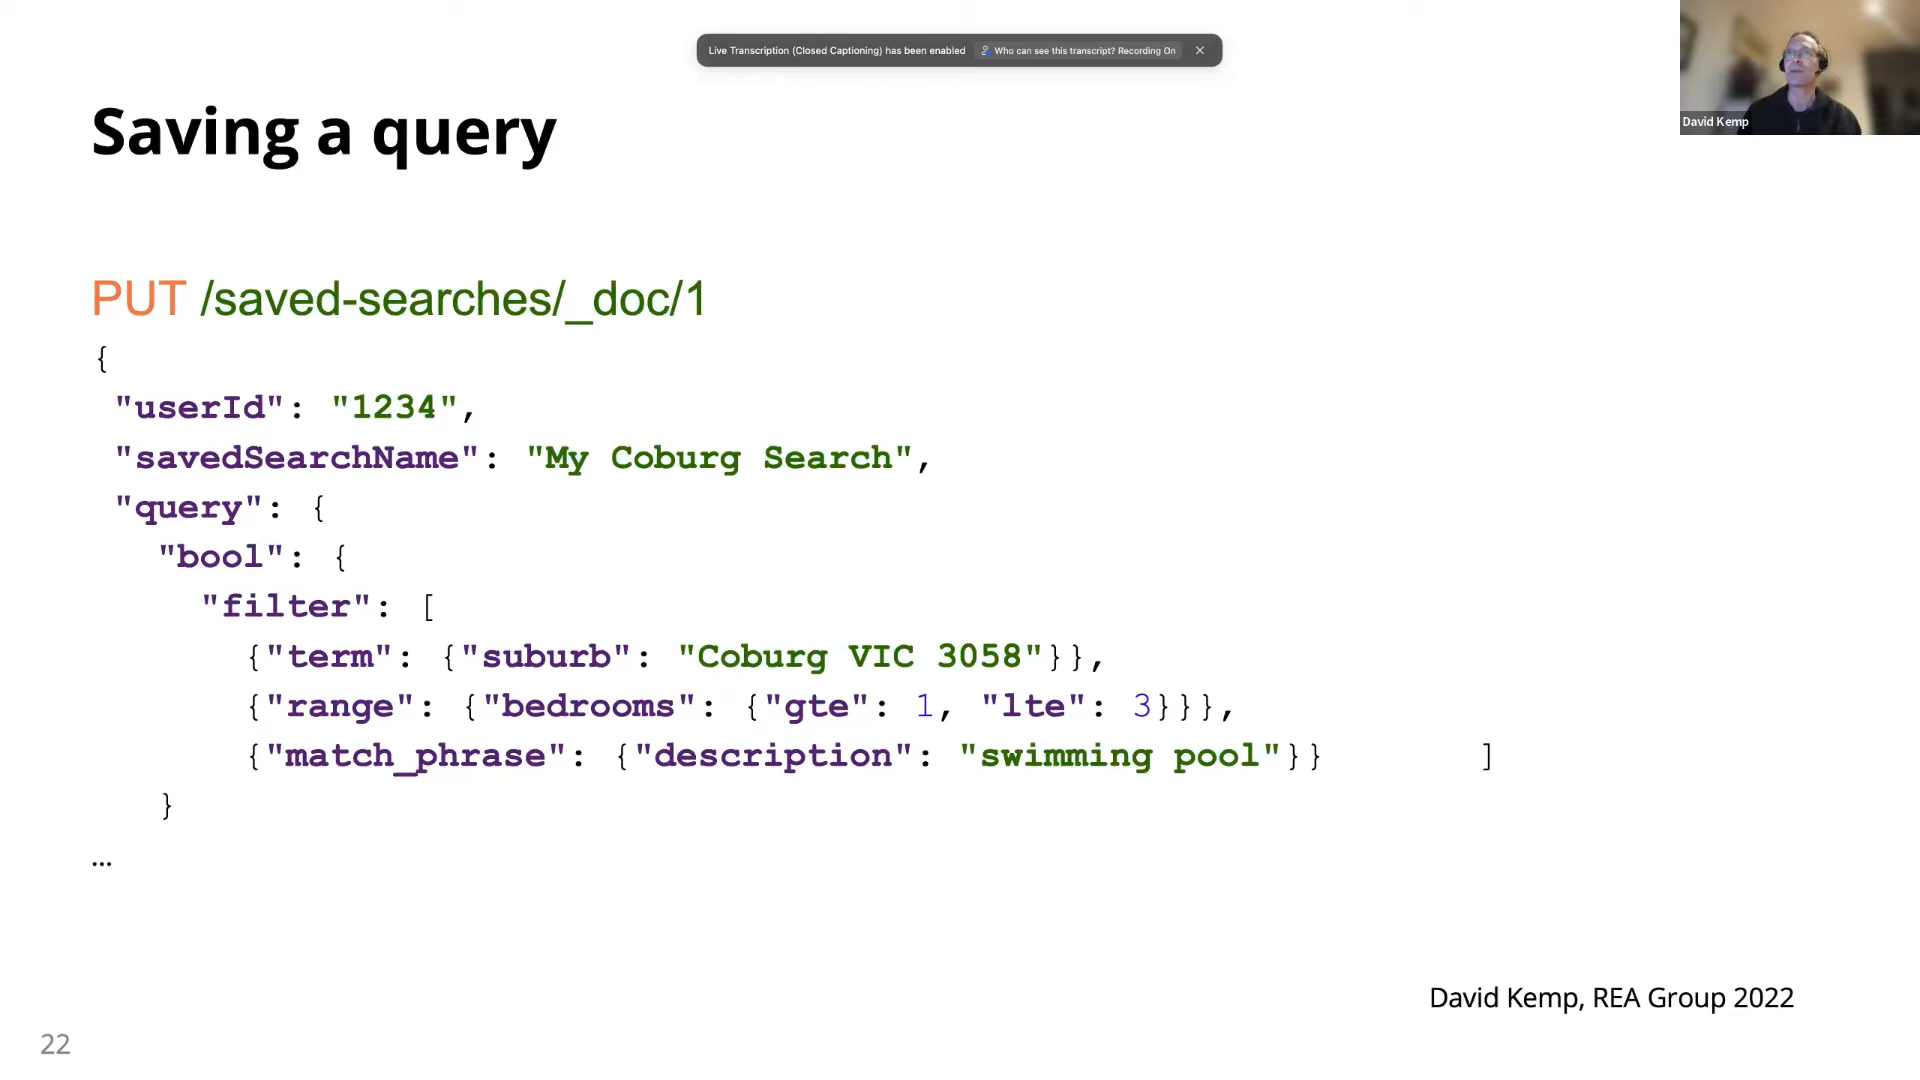 Live Transcription (Closed Captioning) has been enabled Who can see this transcript? Recording On
David Kemp
Saving a query
PUT /saved-searches/_doc/1
{
"userId": "1234",
"savedSearchName": "My Coburg Search",
"query": {
"bool": {
"filter": [
{"term": {"suburb": "Coburg VIC 3058"}},
{"range": {"bedrooms": {"gte": 1, "lte": 3}}},
{"match_phrase": {"description": "swimming pool"}} ]
}
…
David Kemp, REA Group 2022
22